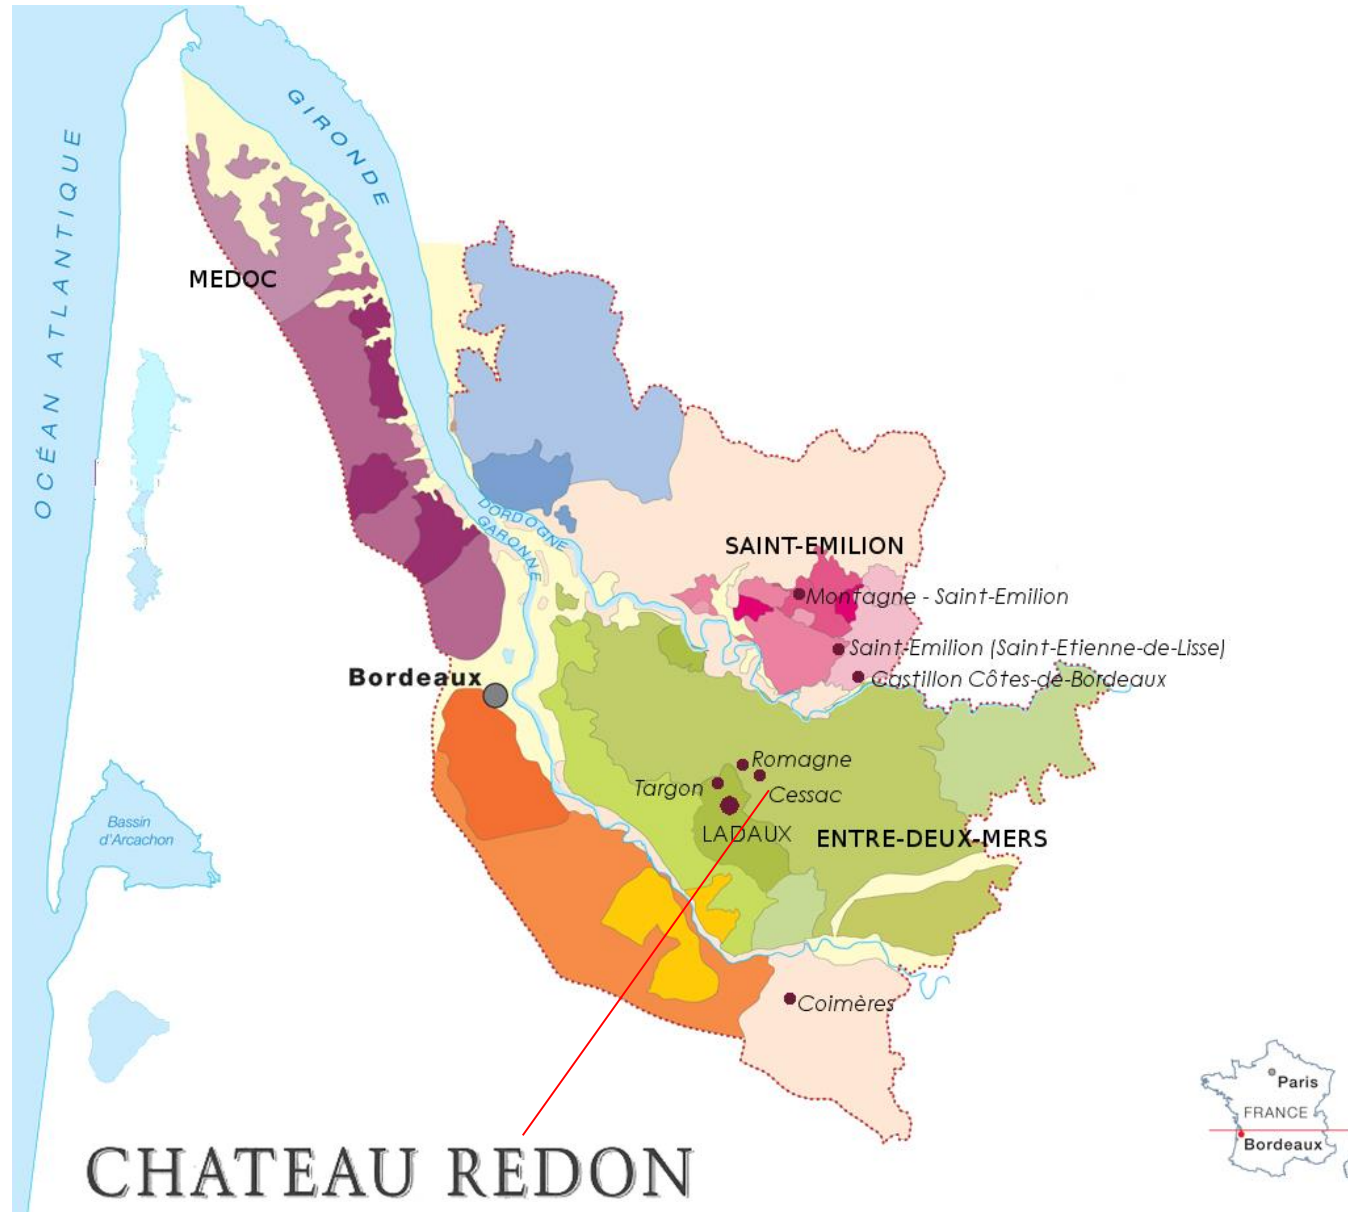 GIRONDE
OCÉAN ATLANTIQUE
MEDOC
DORDOGNE
GARONNE
SAINT-EMILION
Montagne - Saint-Emilion
Saint-Emilion (Saint-Etienne-de-Lisse)
Castillon Côtes-de-Bordeaux
Bordeaux
Romagne
Targon
Cessac
LADAUX
ENTRE-DEUX-MERS
Bassin
d'Arcachon
Coimères
Paris
FRANCE
Bordeaux
CHATEAU REDON